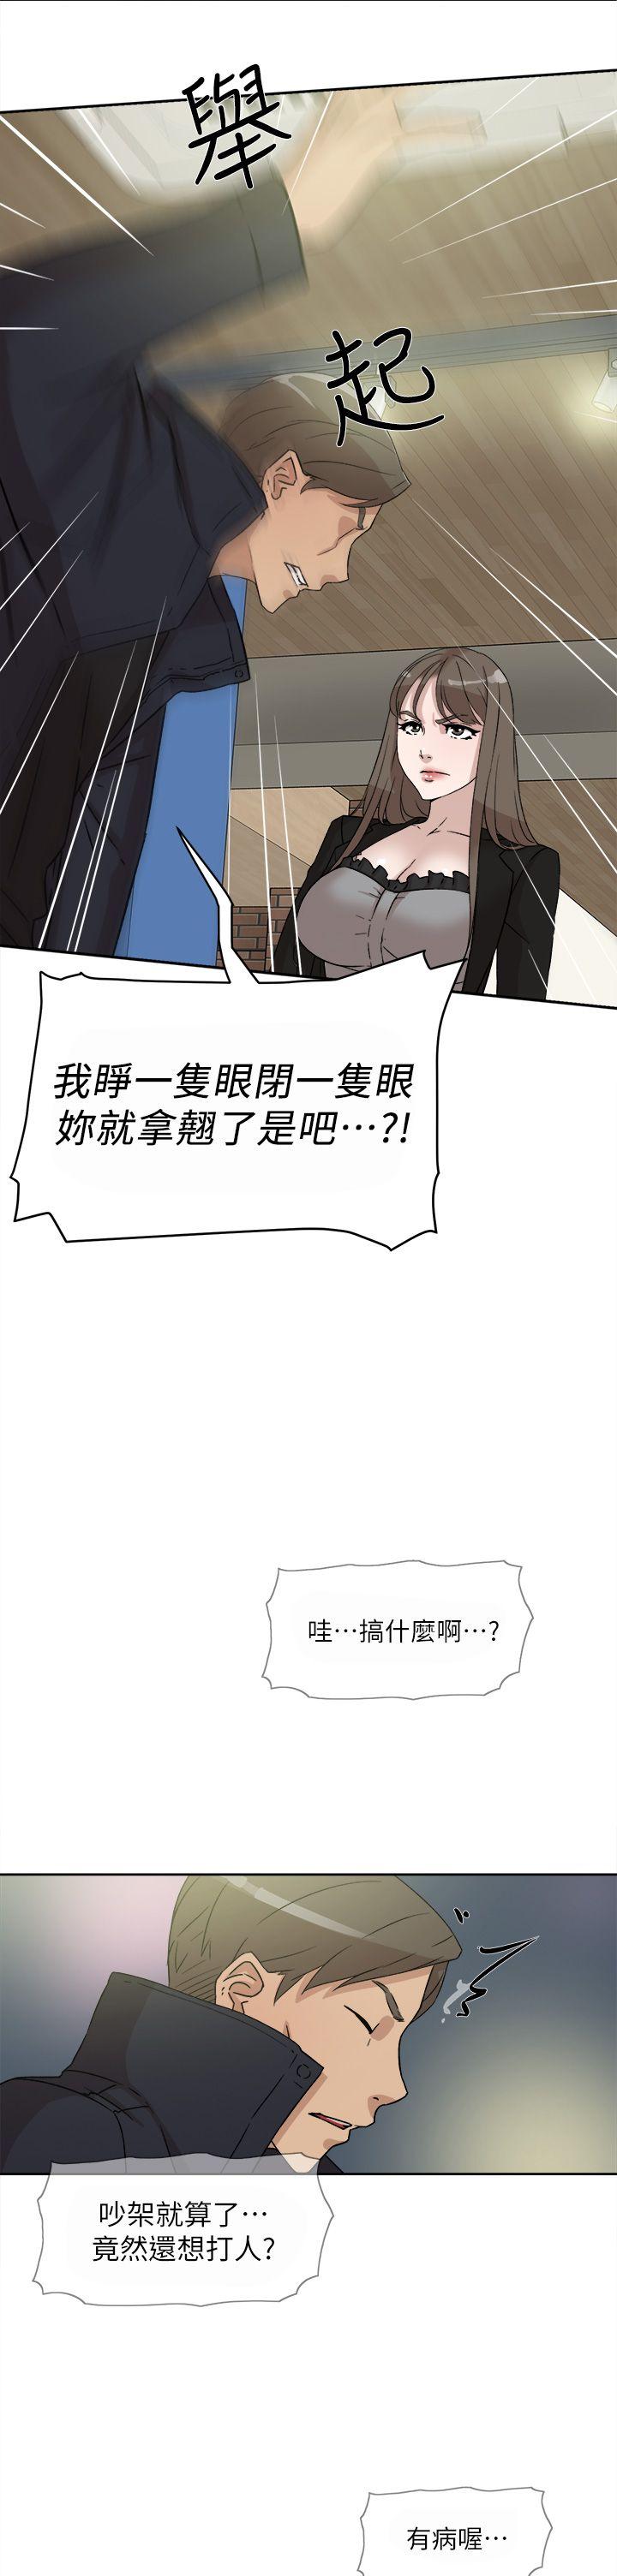 舉
起
我睜一隻眼閉一隻眼
妳就拿翹了是吧…?!
哇…搞什麼啊…?
吵架就算了…
竟然還想打人?
有病喔…